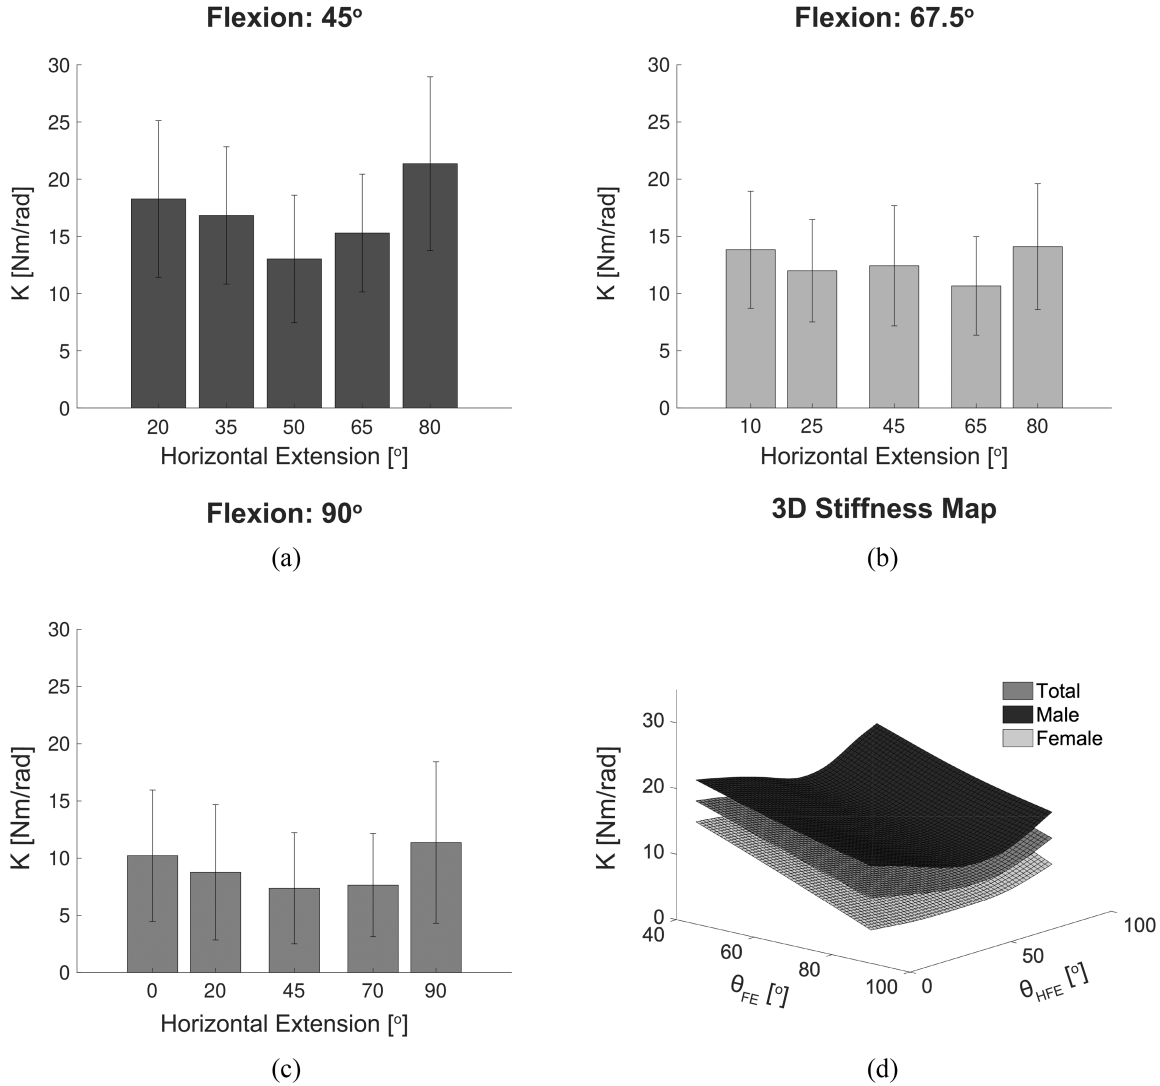 Flexion: 45º
30
25
20
15
10
5
0
K [Nm/rad]
20 35 50 65 80
Horizontal Extension [º]
Flexion: 67.5º
30
25
20
15
10
5
0
K [Nm/rad]
10 25 45 65 80
Horizontal Extension [º]
Flexion: 90º
(a)
3D Stiffness Map
(b)
30
25
20
15
10
5
0
K [Nm/rad]
0 20 45 70 90
Horizontal Extension [º]
(c)
Total
Male
Female
30
20
10
0
K [Nm/rad]
40 60 80 100
θFE [º]
0 50 100
θHFE [º]
(d)